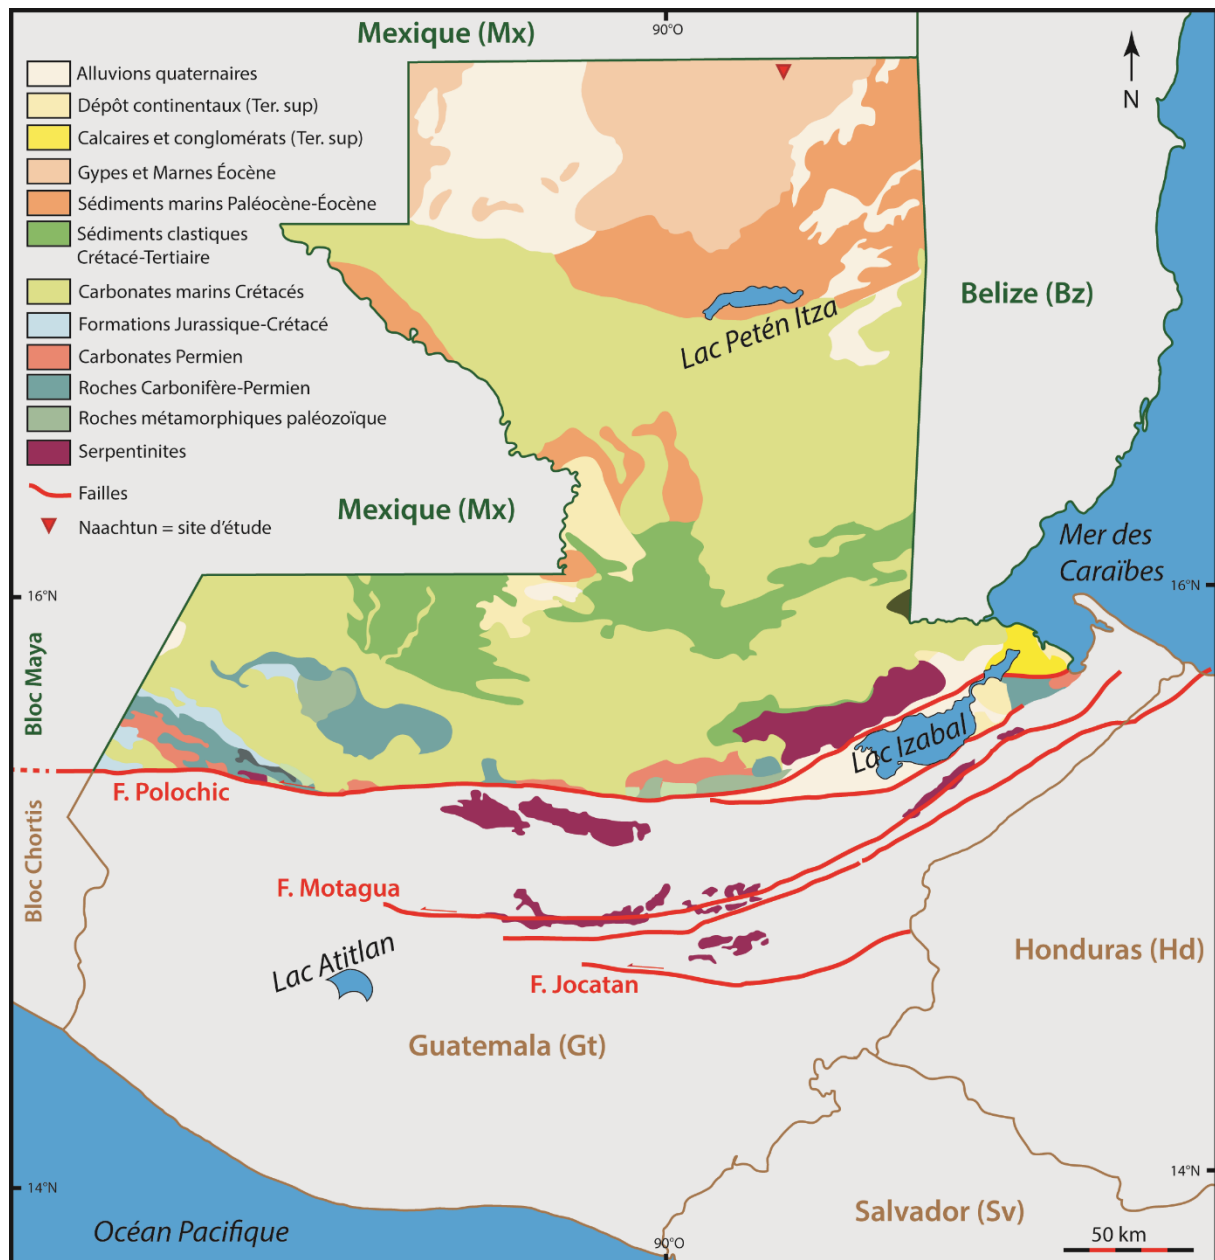 Mexique (Mx)
90°O
N
Alluvions quaternaires
Dépôt continentaux (Ter. sup)
Calcaires et conglomérats (Ter. sup)
Gypes et Marnes Éocène
Sédiments marins Paléocène-Éocène
Sédiments clastiques
Crétacé-Tertiaire
Carbonates marins Crétacés
Formations Jurassique-Crétacé
Carbonates Permien
Roches Carbonifère-Permien
Roches métamorphiques paléozoïque
Serpentinites
Failles
Naachtun = site d'étude
Belize (Bz)
Lac Petén Itza
Mexique (Mx)
Mer des
Caraïbes
16°N
16°N
Bloc Maya
Lac Izabal
F. Polochic
Bloc Chortis
F. Motagua
Lac Atitlan
F. Jocatan
Honduras (Hd)
Guatemala (Gt)
14°N
14°N
Salvador (Sv)
Océan Pacifique
90°O
50 km